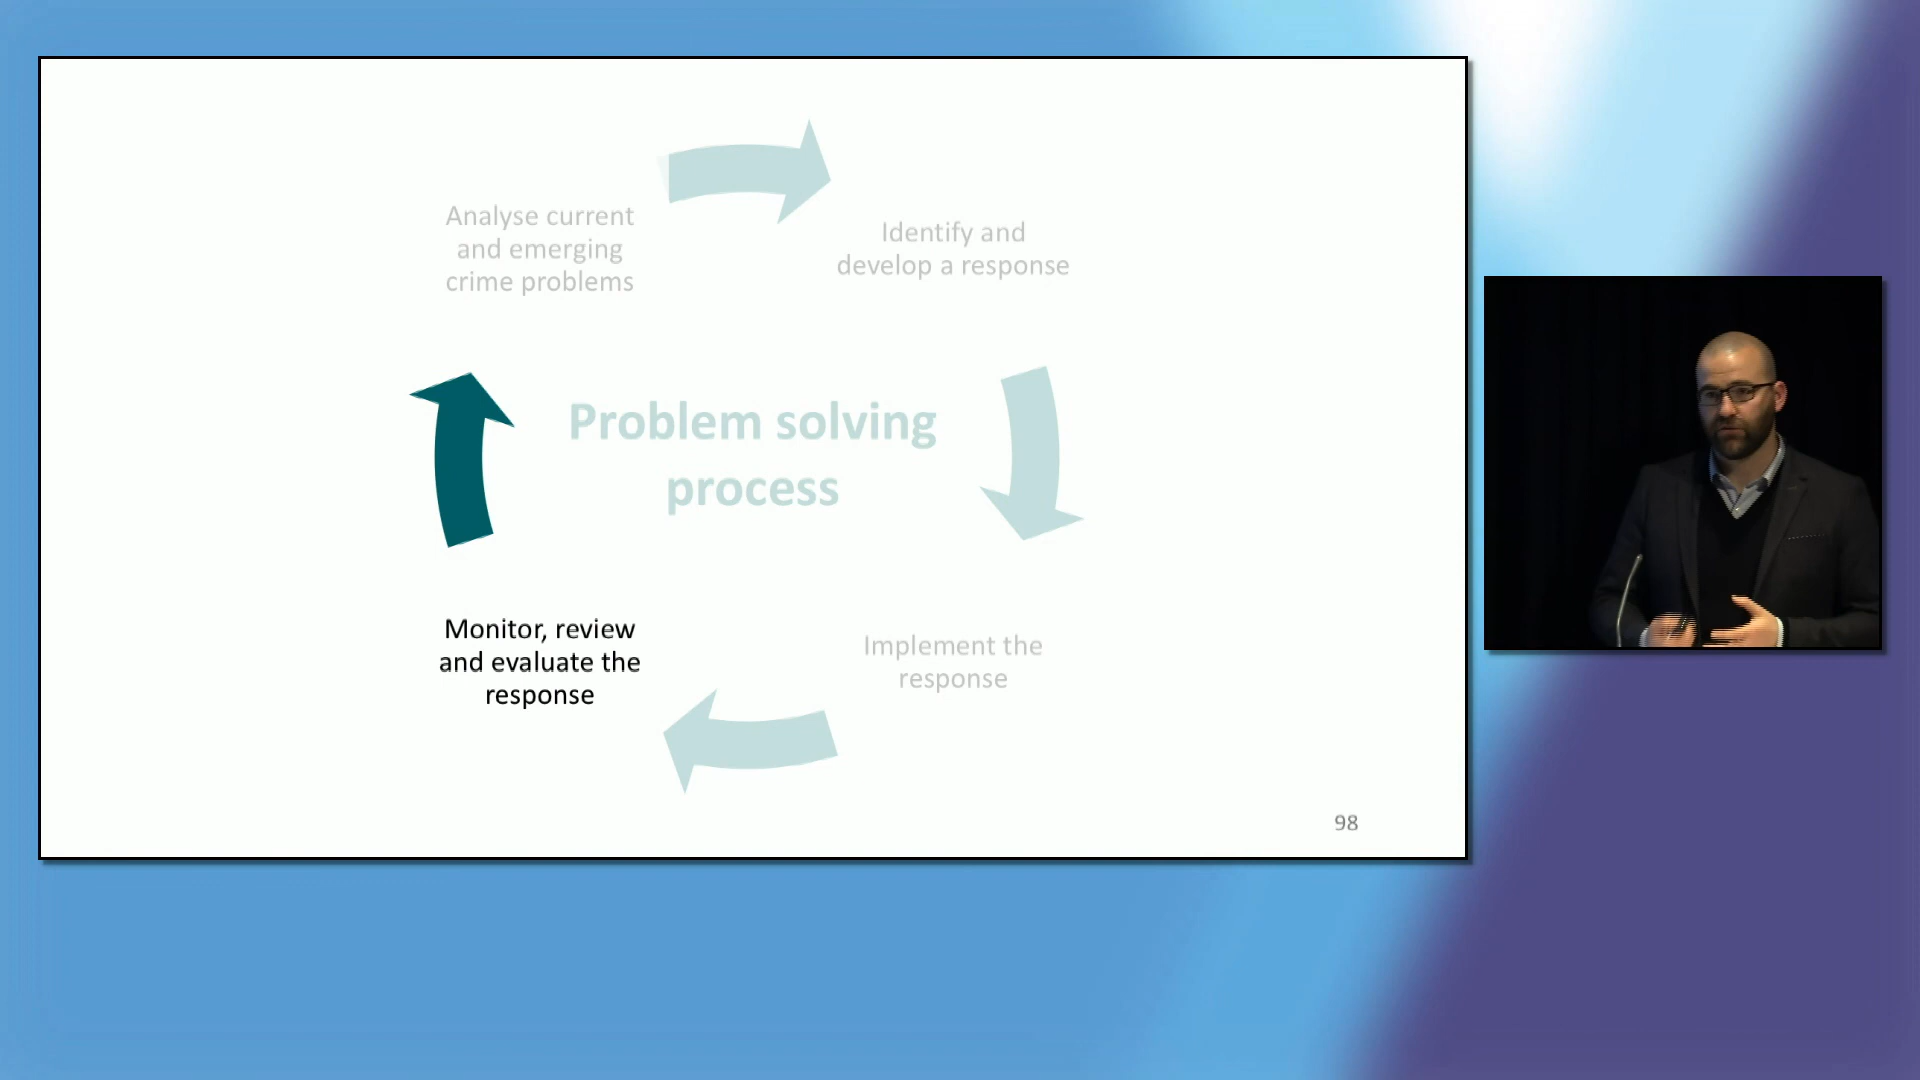 Analyse current
and emerging
crime problems
Identify and
develop a response
Problem solving
process
Monitor, review
and evaluate the
response
Implement the
response
98